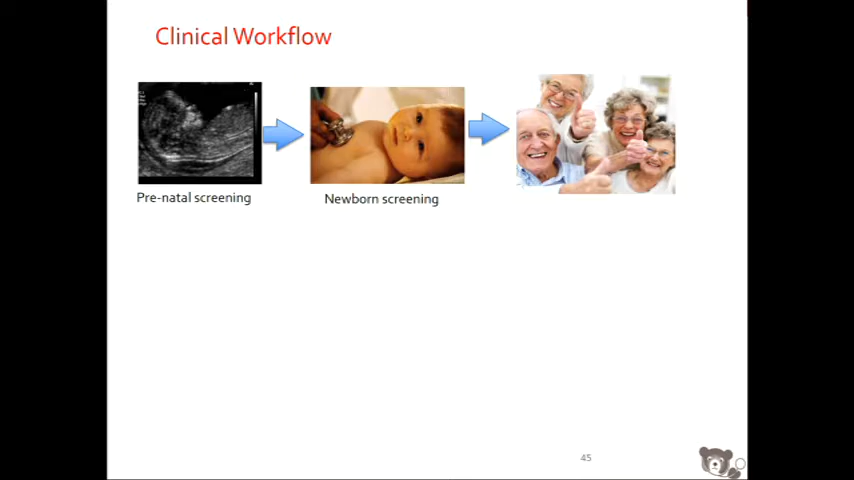 Clinical Workflow
Pre-natal screening
Newborn screening
45